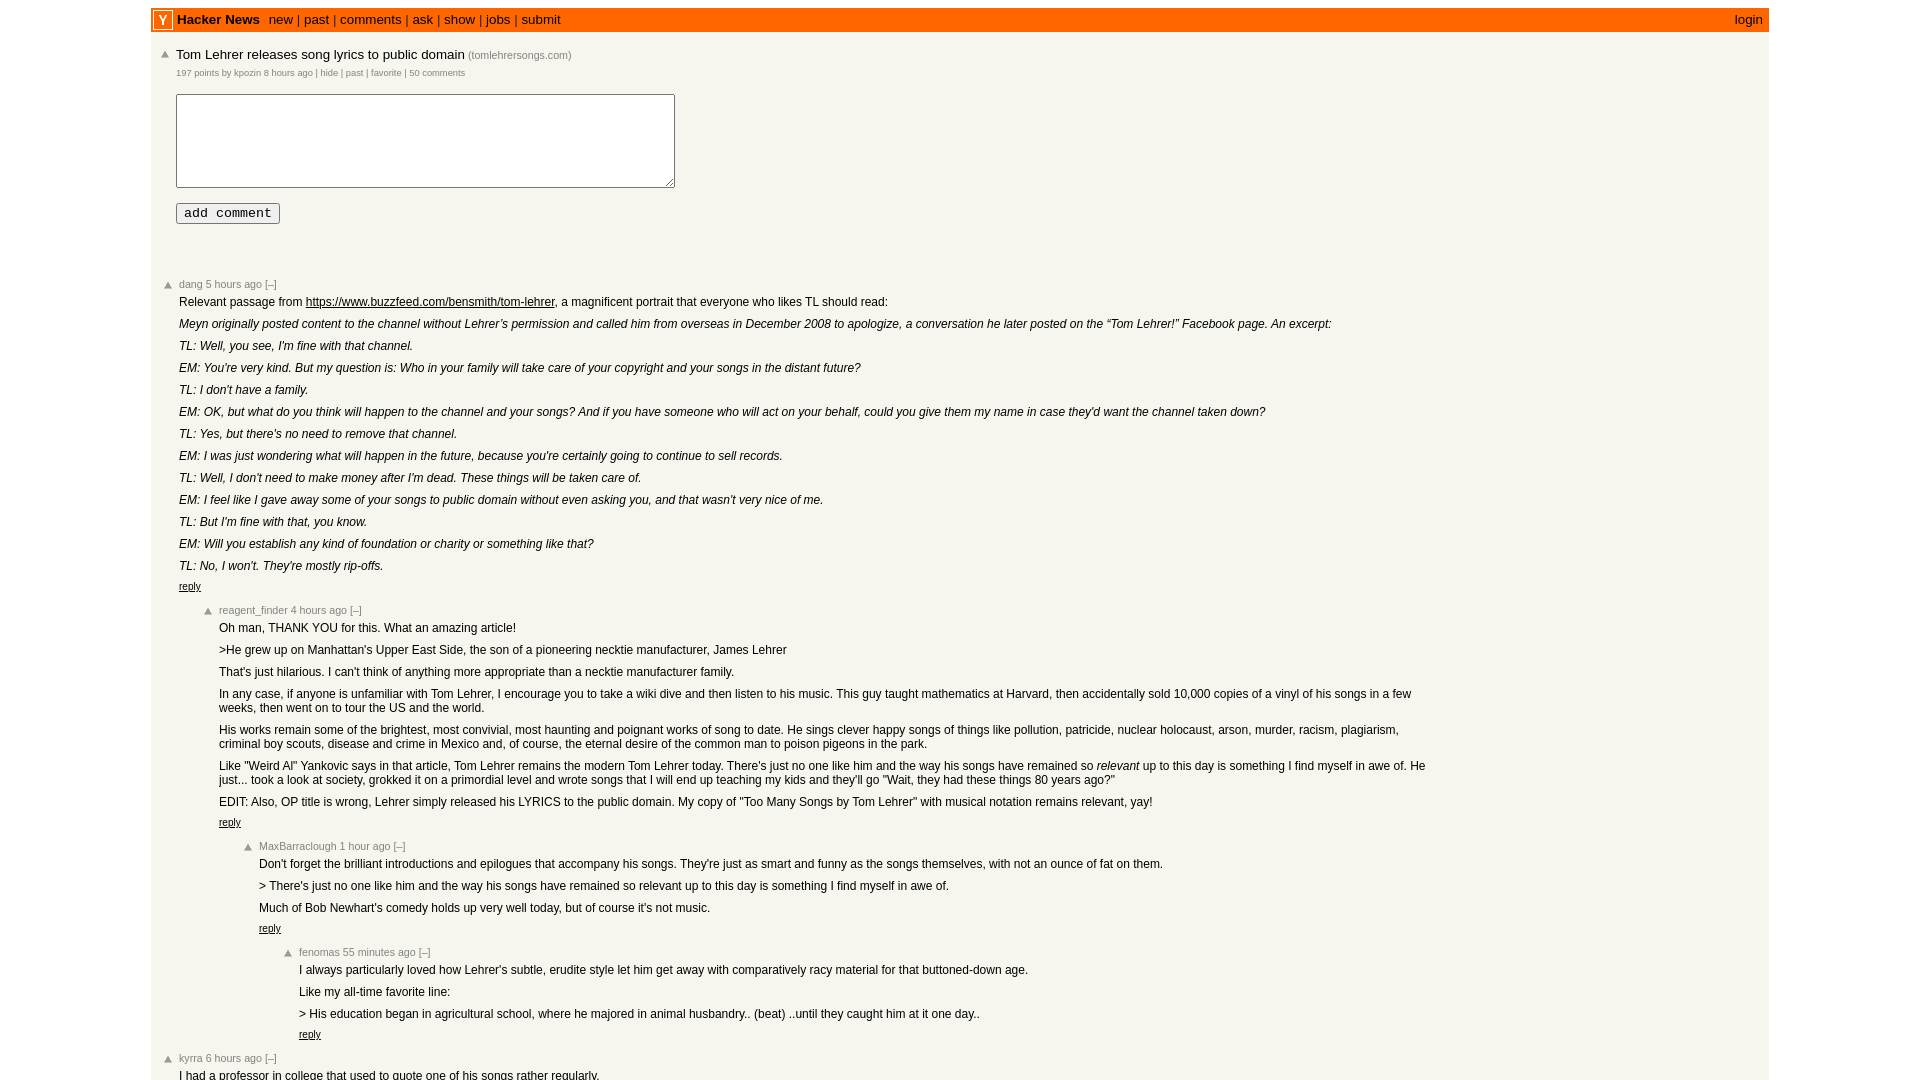 Y Hacker News new | past | comments | ask | show | jobs | submit login
Tom Lehrer releases song lyrics to public domain (tomlehrersongs.com)
197 points by kpozin 8 hours ago | hide | past | favorite | 50 comments
add comment
dang 5 hours ago [–]
Relevant passage from https://www.buzzfeed.com/bensmith/tom-lehrer, a magnificent portrait that everyone who likes TL should read:
Meyn originally posted content to the channel without Lehrer’s permission and called him from overseas in December 2008 to apologize, a conversation he later posted on the “Tom Lehrer!” Facebook page. An excerpt:
TL: Well, you see, I'm fine with that channel.
EM: You're very kind. But my question is: Who in your family will take care of your copyright and your songs in the distant future?
TL: I don't have a family.
EM: OK, but what do you think will happen to the channel and your songs? And if you have someone who will act on your behalf, could you give them my name in case they'd want the channel taken down?
TL: Yes, but there's no need to remove that channel.
EM: I was just wondering what will happen in the future, because you're certainly going to continue to sell records.
TL: Well, I don't need to make money after I'm dead. These things will be taken care of.
EM: I feel like I gave away some of your songs to public domain without even asking you, and that wasn't very nice of me.
TL: But I'm fine with that, you know.
EM: Will you establish any kind of foundation or charity or something like that?
TL: No, I won't. They're mostly rip-offs.
reply
reagent_finder 4 hours ago [–]
Oh man, THANK YOU for this. What an amazing article!
>He grew up on Manhattan's Upper East Side, the son of a pioneering necktie manufacturer, James Lehrer
That's just hilarious. I can't think of anything more appropriate than a necktie manufacturer family.
In any case, if anyone is unfamiliar with Tom Lehrer, I encourage you to take a wiki dive and then listen to his music. This guy taught mathematics at Harvard, then accidentally sold 10,000 copies of a vinyl of his songs in a few
weeks, then went on to tour the US and the world.
His works remain some of the brightest, most convivial, most haunting and poignant works of song to date. He sings clever happy songs of things like pollution, patricide, nuclear holocaust, arson, murder, racism, plagiarism,
criminal boy scouts, disease and crime in Mexico and, of course, the eternal desire of the common man to poison pigeons in the park.
Like "Weird Al" Yankovic says in that article, Tom Lehrer remains the modern Tom Lehrer today. There's just no one like him and the way his songs have remained so relevant up to this day is something I find myself in awe of. He
just... took a look at society, grokked it on a primordial level and wrote songs that I will end up teaching my kids and they'll go "Wait, they had these things 80 years ago?"
EDIT: Also, OP title is wrong, Lehrer simply released his LYRICS to the public domain. My copy of "Too Many Songs by Tom Lehrer" with musical notation remains relevant, yay!
reply
MaxBarraclough 1 hour ago [–]
Don't forget the brilliant introductions and epilogues that accompany his songs. They're just as smart and funny as the songs themselves, with not an ounce of fat on them.
> There's just no one like him and the way his songs have remained so relevant up to this day is something I find myself in awe of.
Much of Bob Newhart's comedy holds up very well today, but of course it's not music.
reply
fenomas 55 minutes ago [–]
I always particularly loved how Lehrer's subtle, erudite style let him get away with comparatively racy material for that buttoned-down age.
Like my all-time favorite line:
> His education began in agricultural school, where he majored in animal husbandry.. (beat) ..until they caught him at it one day..
reply
kyrra 6 hours ago [–]
I had a professor in college that used to quote one of his songs rather regularly.